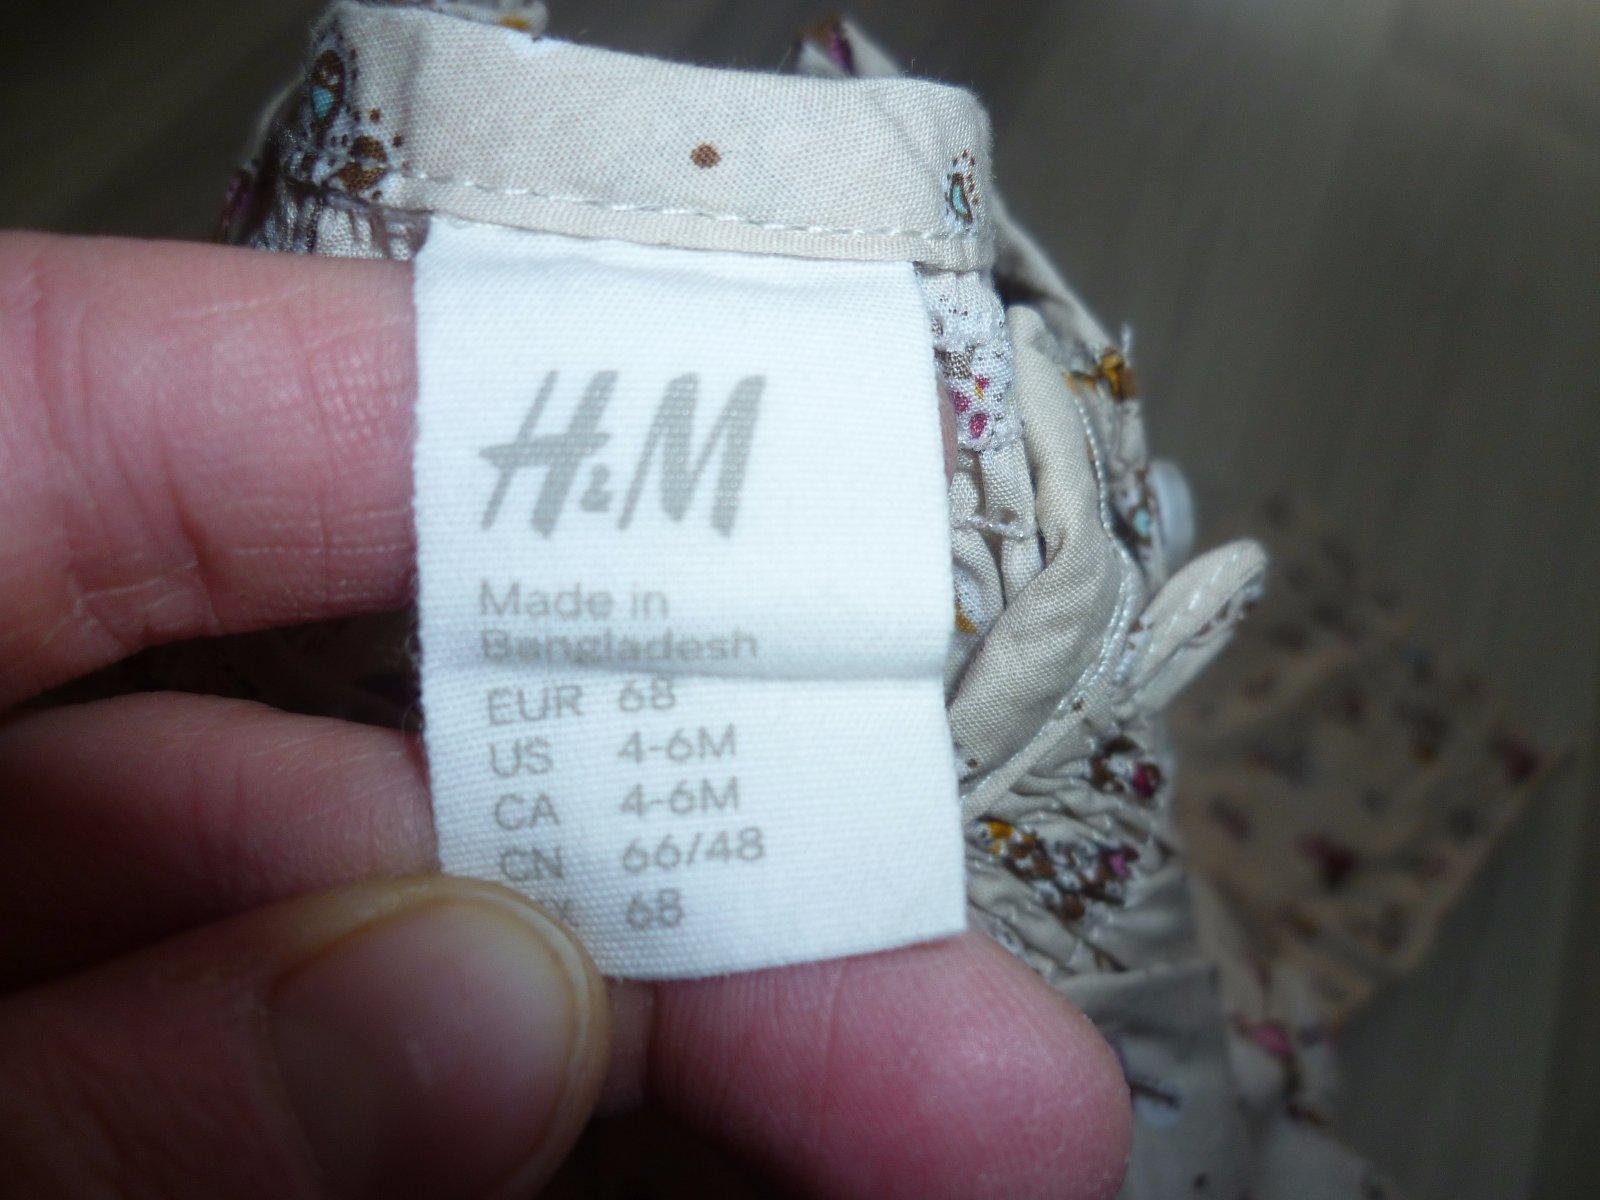 H&M
Made in
Bangladesh
EUR 68
US 4-6M
CA 4-6M
CN 66/48
68